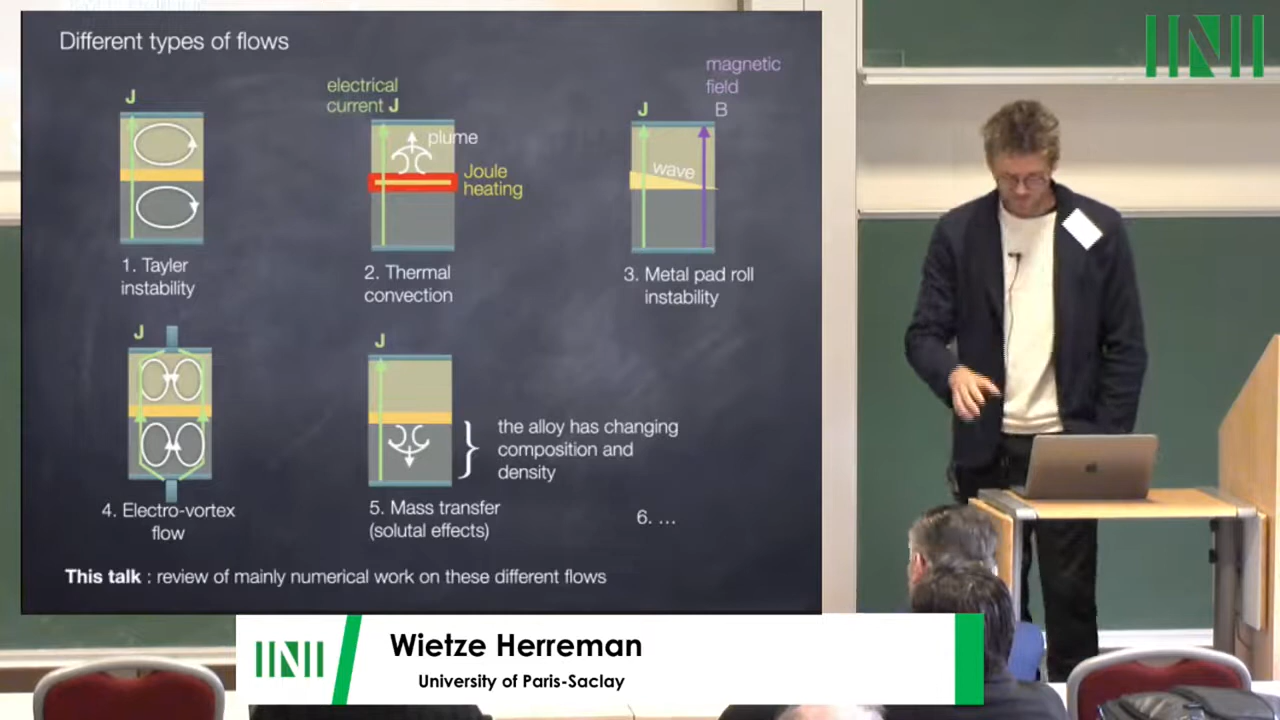 Different types of flows
J
1. Tayler
instability
electrical
current J
plume
Joule
heating
2. Thermal
convection
magnetic
field
J
B
wave
3. Metal pad roll
instability
J
4. Electro-vortex
flow
J
the alloy has changing
composition and
density
5. Mass transfer
(solutal effects)
6. ...
This talk : review of mainly numerical work on these different flows
Wietze Herreman
University of Paris-Saclay